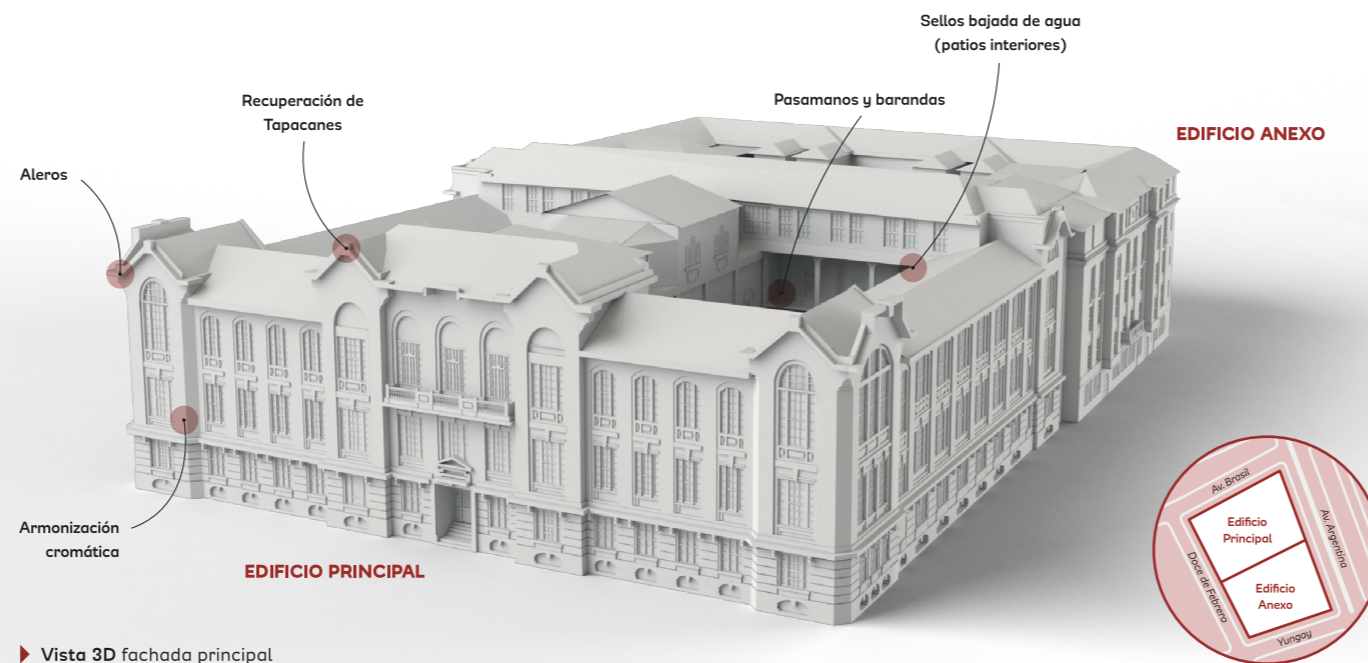 Sellos bajada de agua
(patios interiores)
Recuperación de
Tapacanes
Pasamanos y barandas
EDIFICIO ANEXO
Aleros
Armonización
cromática
EDIFICIO PRINCIPAL
Vista 3D fachada principal
Av. Brasil
Edificio
Principal
Av. Argentina
Doce de Febrero
Edificio
Anexo
Yungay